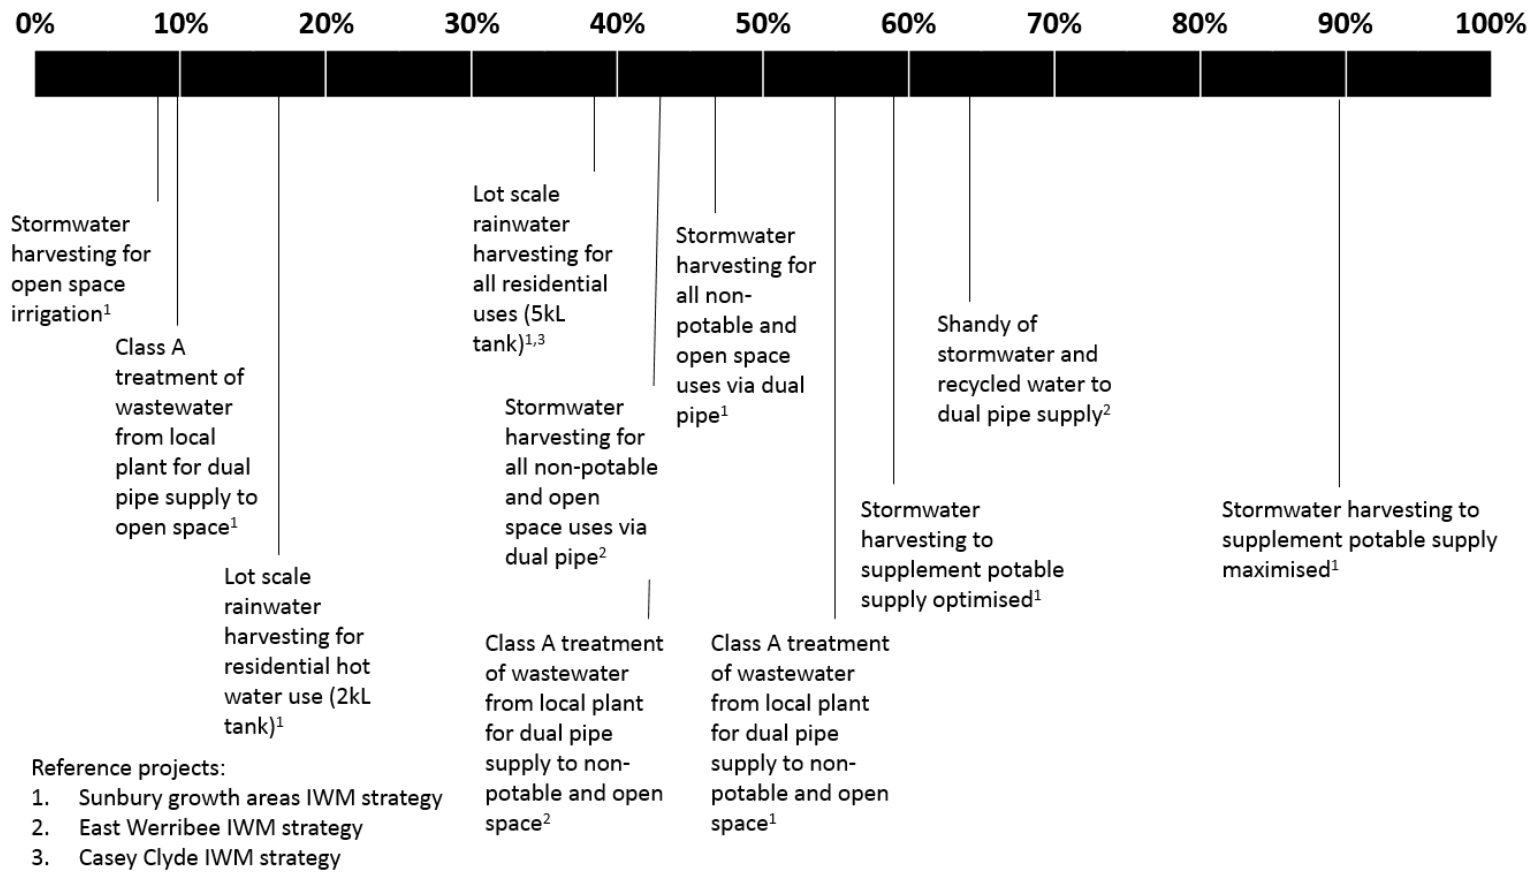 0% 10% 20% 30% 40% 50% 60% 70% 80% 90% 100%
Stormwater
harvesting for
open space
irrigation¹
Class A
treatment of
wastewater
from local
plant for dual
pipe supply to
open space¹
Lot scale
rainwater
harvesting for
residential hot
water use (2kL
tank)¹
Lot scale
rainwater
harvesting for
all residential
uses (5kL
tank)¹,³
Stormwater
harvesting for
all non-potable
and open
space uses via
dual pipe²
Class A treatment
of wastewater
from local plant
for dual pipe
supply to non-
potable and open
space²
Stormwater
harvesting for
all non-
potable and
open space
uses via dual
pipe¹
Class A treatment
of wastewater
from local plant
for dual pipe
supply to non-
potable and open
space¹
Stormwater
harvesting to
supplement potable
supply optimised¹
Shandy of
stormwater and
recycled water to
dual pipe supply²
Stormwater harvesting to
supplement potable supply
maximised¹
Reference projects:
1. Sunbury growth areas IWM strategy
2. East Werribee IWM strategy
3. Casey Clyde IWM strategy